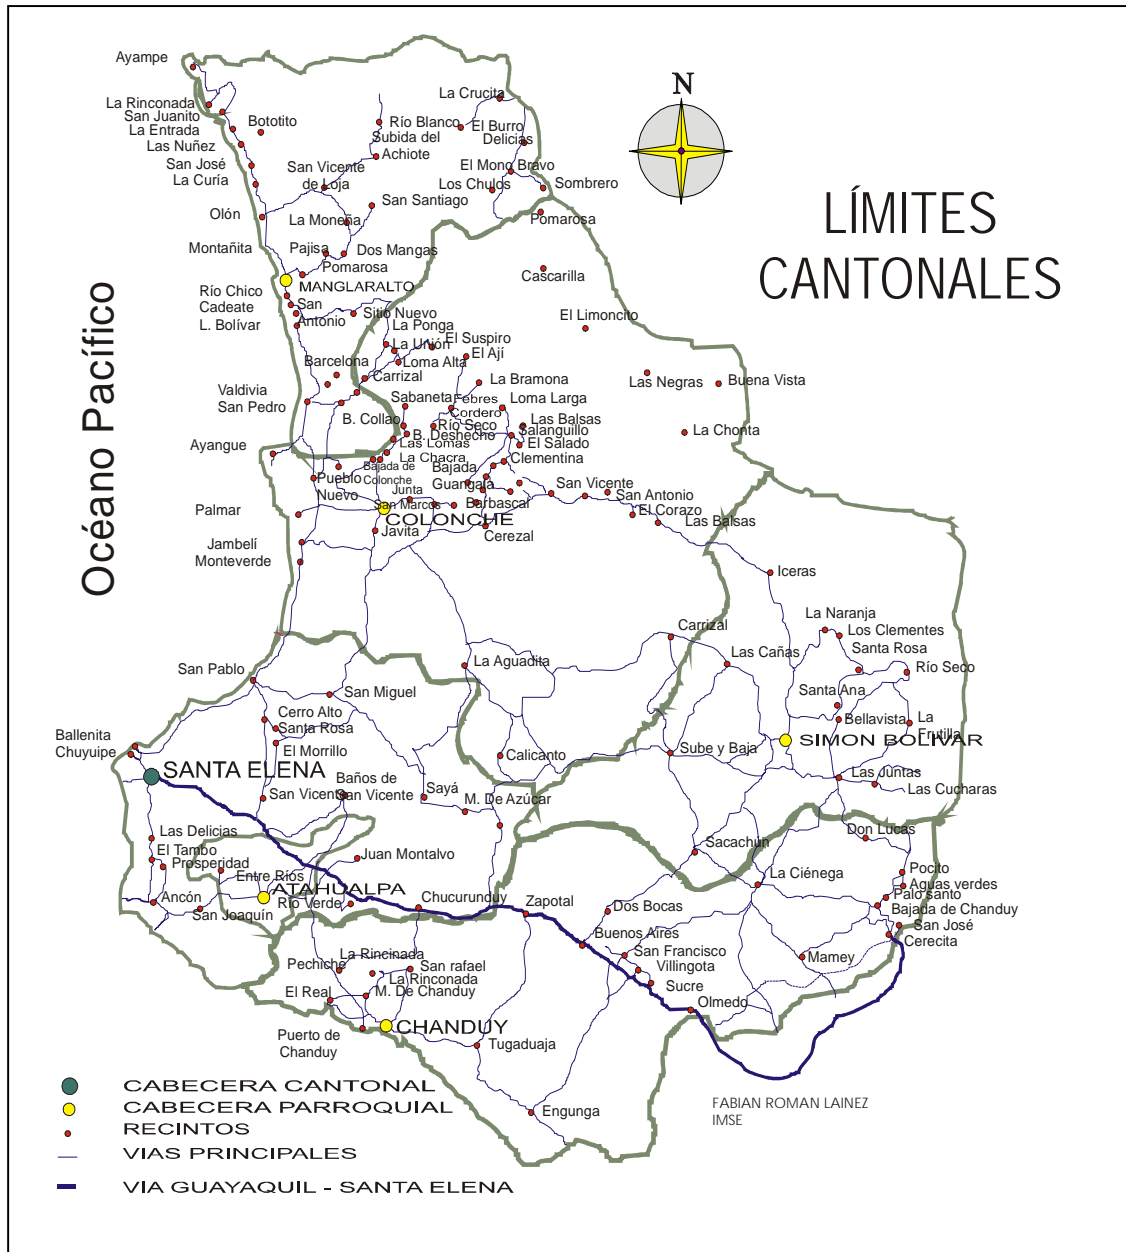 Ayampe
La Rinconada
San Juanito
La Entrada
Las Nuñez
San José
La Curía
Olón
Montañita
Bototito
San Vicente
de Loja
La Moneña
Pajisa
Pomarosa
MANGLARALTO
Río Blanco
Subida del
Achiote
San Santiago
Dos Mangas
La Crucita
El Burro
Delicias
El Mono Bravo
Los Chulos
Sombrero
Pomarosa
N
LÍMITES
CANTONALES
Océano Pacífico
Río Chico
Cadeate
L. Bolívar
San
Antonio
Sitio Nuevo
La Ponga
La Unión
Loma Alta
El Suspiro
El Ají
Cascarilla
El Limoncito
Las Negras
Buena Vista
La Chonta
Barcelona
Carrizal
La Bramona
Valdivia
San Pedro
Sabaneta
Febres
Cordero
Loma Larga
B. Collao
Río Seco
Las Balsas
Salanguillo
El Salado
B. Deshecho
Ayangue
Las Lomas
La Chacra
Clementina
Bajada de
Colonche
Bajada
Guangala
Pueblo
Nuevo
Junta
San Marcos
Barbascal
San Vicente
San Antonio
El Corazo
Las Balsas
Palmar
COLONCHE
Javita
Cerezal
Jambelí
Monteverde
Iceras
La Naranja
Los Clementes
Santa Rosa
Río Seco
Carrizal
Las Cañas
Santa Ana
Bellavista
La
Frutilla
San Pablo
La Aguadita
San Miguel
Cerro Alto
Santa Rosa
El Morrillo
Ballenita
Chuyuipe
SANTA ELENA
Calicanto
Sube y Baja
SIMON BOLIVAR
Las Juntas
Las Cucharas
San Vicente
Baños de
San Vicente
Sayá
M. De Azúcar
Las Delicias
El Tambo
Prosperidad
Entre Ríos
Juan Montalvo
Sacachún
Don Lucas
La Ciénega
Pocito
Aguas verdes
Palo santo
Bajada de Chanduy
San José
Cerecita
Ancón
San Joaquín
ATAHUALPA
Río Verde
Chucurunduy
Zapotal
Dos Bocas
Buenos Aires
San Francisco
Villingota
Sucre
Olmedo
Mamey
La Rincinada
Pechiche
San rafael
La Rinconada
M. De Chanduy
El Real
CHANDUY
Puerto de
Chanduy
Tugaduaja
Engunga
CABECERA CANTONAL
CABECERA PARROQUIAL
RECINTOS
VIAS PRINCIPALES
VIA GUAYAQUIL - SANTA ELENA
FABIAN ROMAN LAINEZ
IMSE